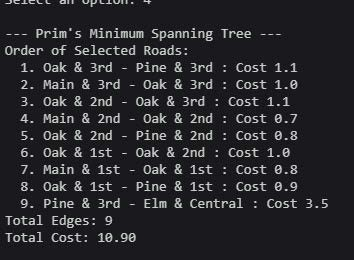 Select an option: 4
--- Prim's Minimum Spanning Tree ---
Order of Selected Roads:
1. Oak & 3rd - Pine & 3rd : Cost 1.1
2. Main & 3rd - Oak & 3rd : Cost 1.0
3. Oak & 2nd - Oak & 3rd : Cost 1.1
4. Main & 2nd - Oak & 2nd : Cost 0.7
5. Oak & 2nd - Pine & 2nd : Cost 0.8
6. Oak & 1st - Oak & 2nd : Cost 1.0
7. Main & 1st - Oak & 1st : Cost 0.8
8. Oak & 1st - Pine & 1st : Cost 0.9
9. Pine & 3rd - Elm & Central : Cost 3.5
Total Edges: 9
Total Cost: 10.90